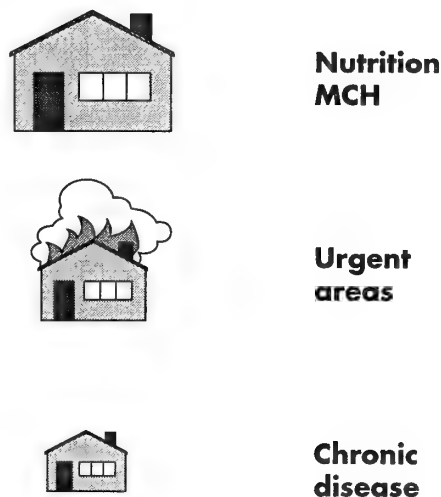 Nutrition
MCH
Urgent
areas
Chronic
disease